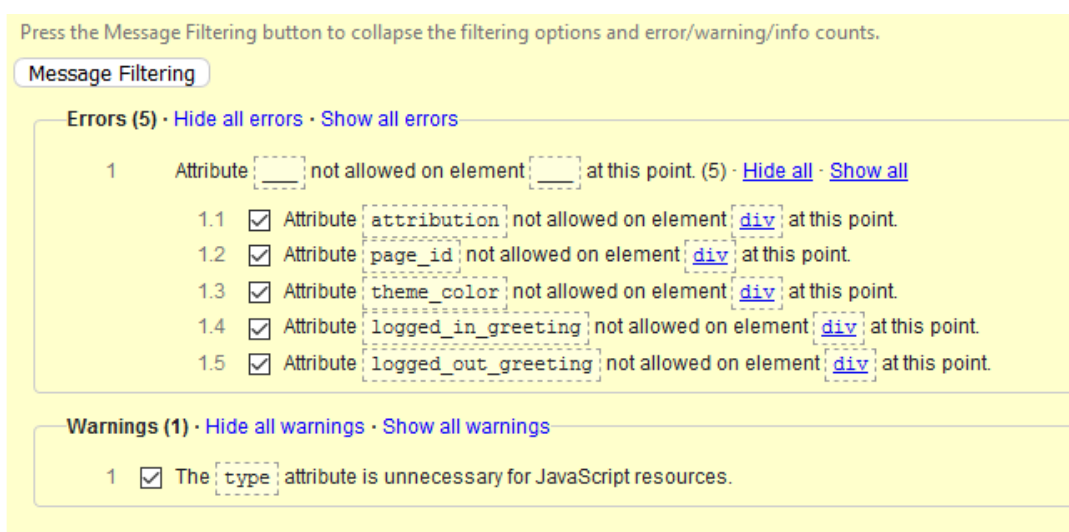 Press the Message Filtering button to collapse the filtering options and error/warning/info counts.
Message Filtering
Errors (5) · Hide all errors · Show all errors
1 Attribute ___ not allowed on element ___ at this point. (5) · Hide all · Show all
1.1 Attribute attribution not allowed on element div at this point.
1.2 Attribute page_id not allowed on element div at this point.
1.3 Attribute theme_color not allowed on element div at this point.
1.4 Attribute logged_in_greeting not allowed on element div at this point.
1.5 Attribute logged_out_greeting not allowed on element div at this point.
Warnings (1) · Hide all warnings · Show all warnings
1 The type attribute is unnecessary for JavaScript resources.